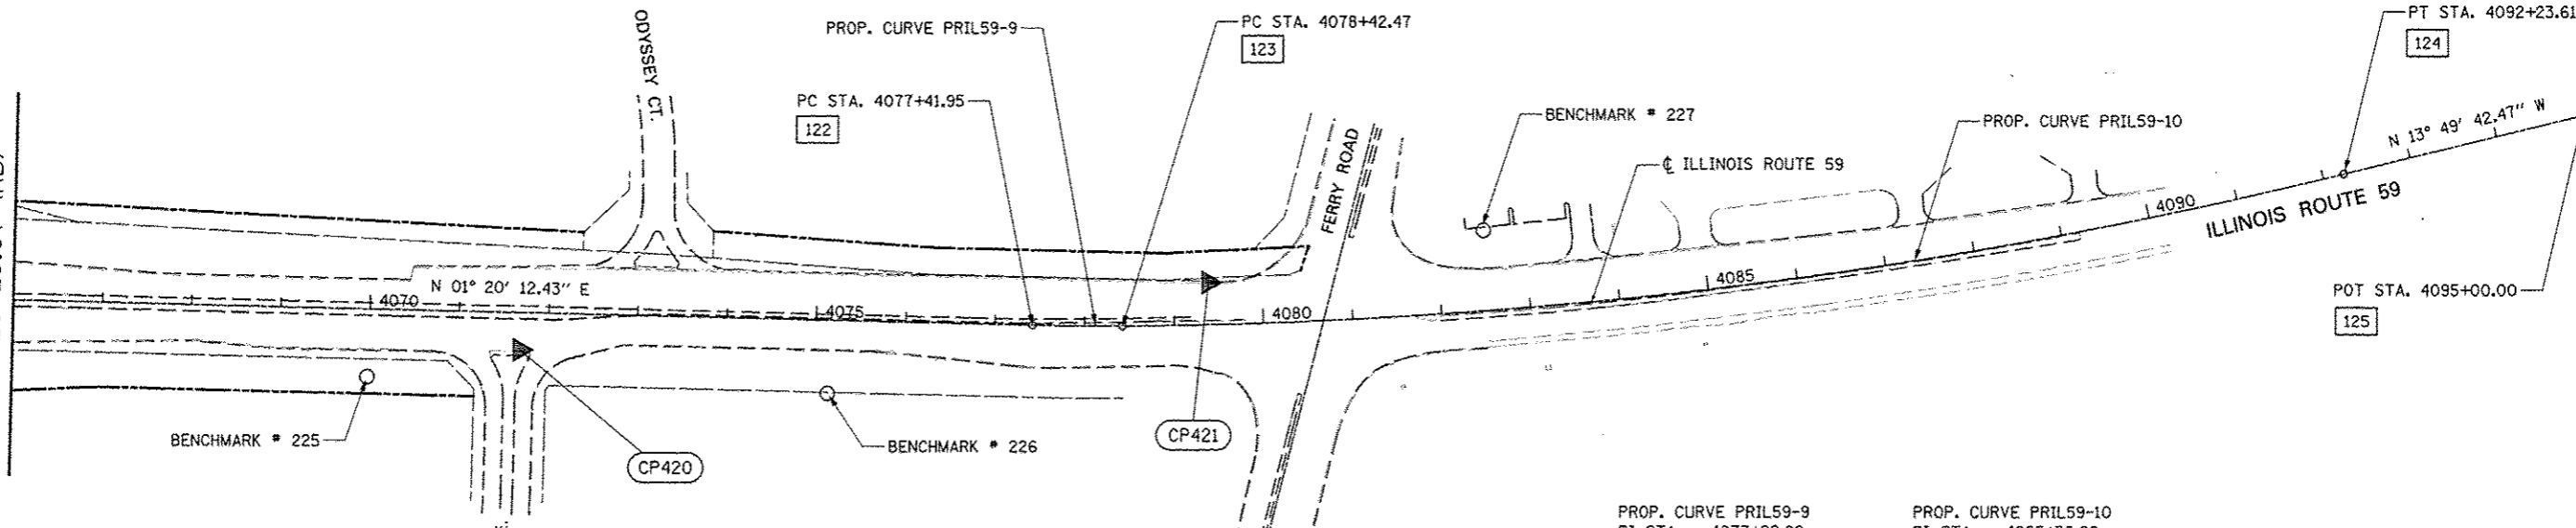 PROP. CURVE PRIL59-9
PC STA. 4078+42.47
123
PT STA. 4092+23.61
124
ODYSSEY CT.
PC STA. 4077+41.95
122
BENCHMARK # 227
PROP. CURVE PRIL59-10
N 13° 49' 42.47" W
FERRY ROAD
℄ ILLINOIS ROUTE 59
ILLINOIS ROUTE 59
N 01° 20' 12.43" E
4070
4075
4080
4085
4090
POT STA. 4095+00.00
125
BENCHMARK # 225
CP420
BENCHMARK # 226
CP421
PROP. CURVE PRIL59-9
PROP. CURVE PRIL59-10